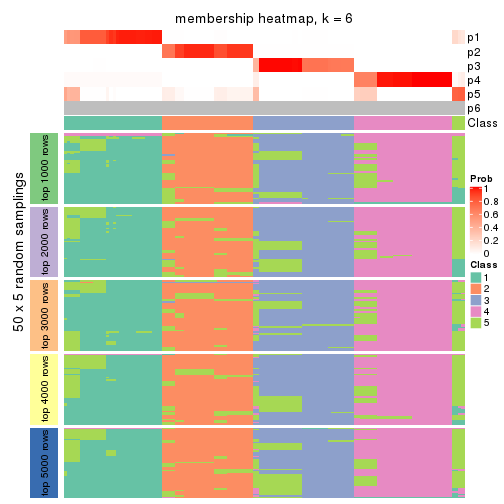 membership heatmap, k = 6
p1
p2
p3
p4
p5
p6
Class
50 x 5 random samplings
top 1000 rows
top 2000 rows
top 3000 rows
top 4000 rows
top 5000 rows
Prob
1
0.8
0.6
0.4
0.2
0
Class
1
2
3
4
5